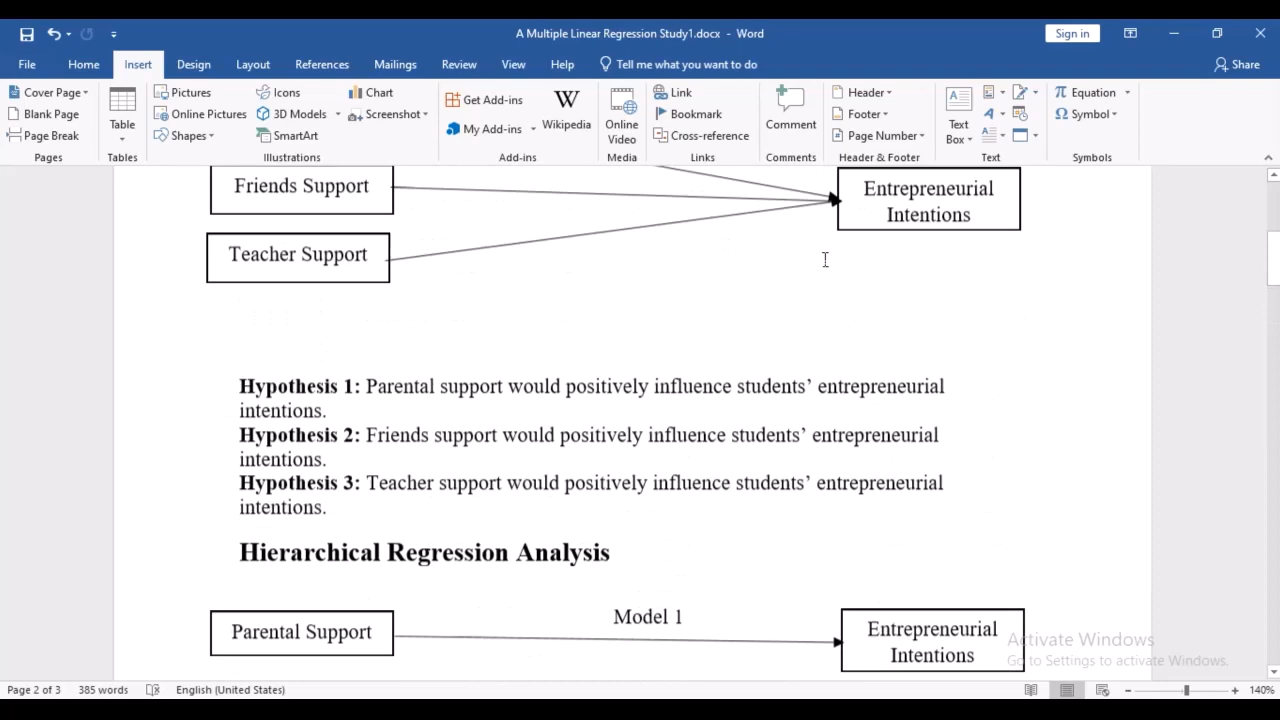 A Multiple Linear Regression Study1.docx - Word
Sign in
File Home Insert Design Layout References Mailings Review View Help Tell me what you want to do Share
Cover Page
Blank Page
Page Break
Pages
Table
Tables
Pictures
Online Pictures
Shapes
Icons
3D Models
SmartArt
Chart
Screenshot
Illustrations
Get Add-ins
My Add-ins
Wikipedia
Add-ins
Online
Video
Media
Link
Bookmark
Cross-reference
Links
Comment
Comments
Header
Footer
Page Number
Header & Footer
Text
Box
Text
Equation
Symbol
Symbols
Friends Support
Entrepreneurial
Intentions
Teacher Support
Hypothesis 1: Parental support would positively influence students’ entrepreneurial
intentions.
Hypothesis 2: Friends support would positively influence students’ entrepreneurial
intentions.
Hypothesis 3: Teacher support would positively influence students’ entrepreneurial
intentions.
Hierarchical Regression Analysis
Model 1
Parental Support
Entrepreneurial
Intentions
Activate Windows
Go to Settings to activate Windows.
Page 2 of 3 385 words English (United States) 140%